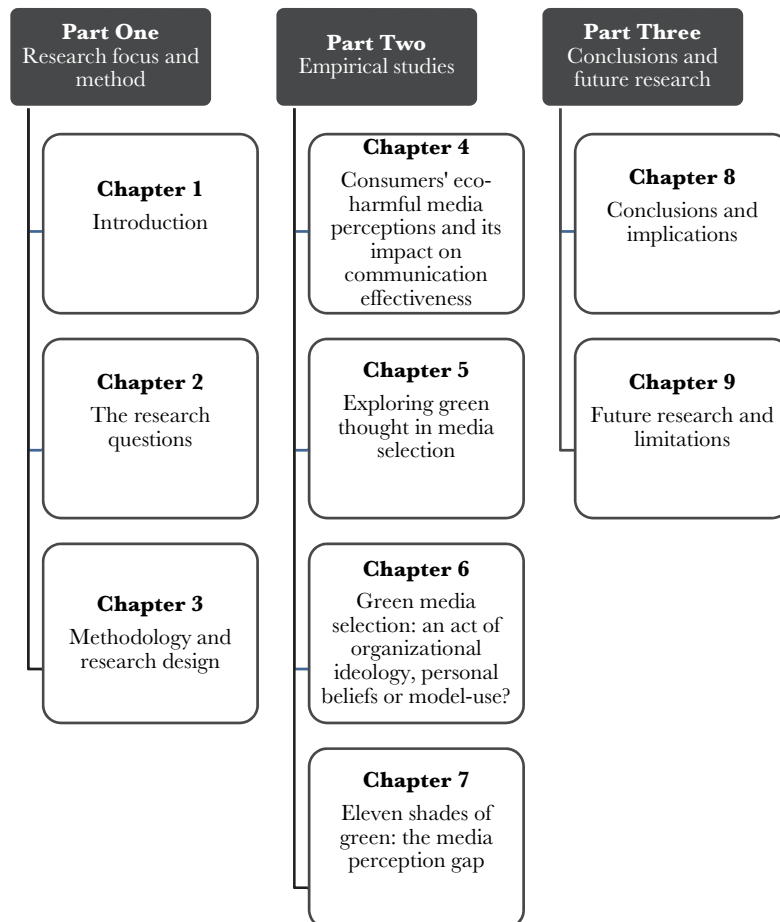 Part One
Research focus and
method
Chapter 1
Introduction
Chapter 2
The research
questions
Chapter 3
Methodology and
research design
Part Two
Empirical studies
Chapter 4
Consumers' eco-
harmful media
perceptions and its
impact on
communication
effectiveness
Chapter 5
Exploring green
thought in media
selection
Chapter 6
Green media
selection: an act of
organizational
ideology, personal
beliefs or model-use?
Chapter 7
Eleven shades of
green: the media
perception gap
Part Three
Conclusions and
future research
Chapter 8
Conclusions and
implications
Chapter 9
Future research and
limitations